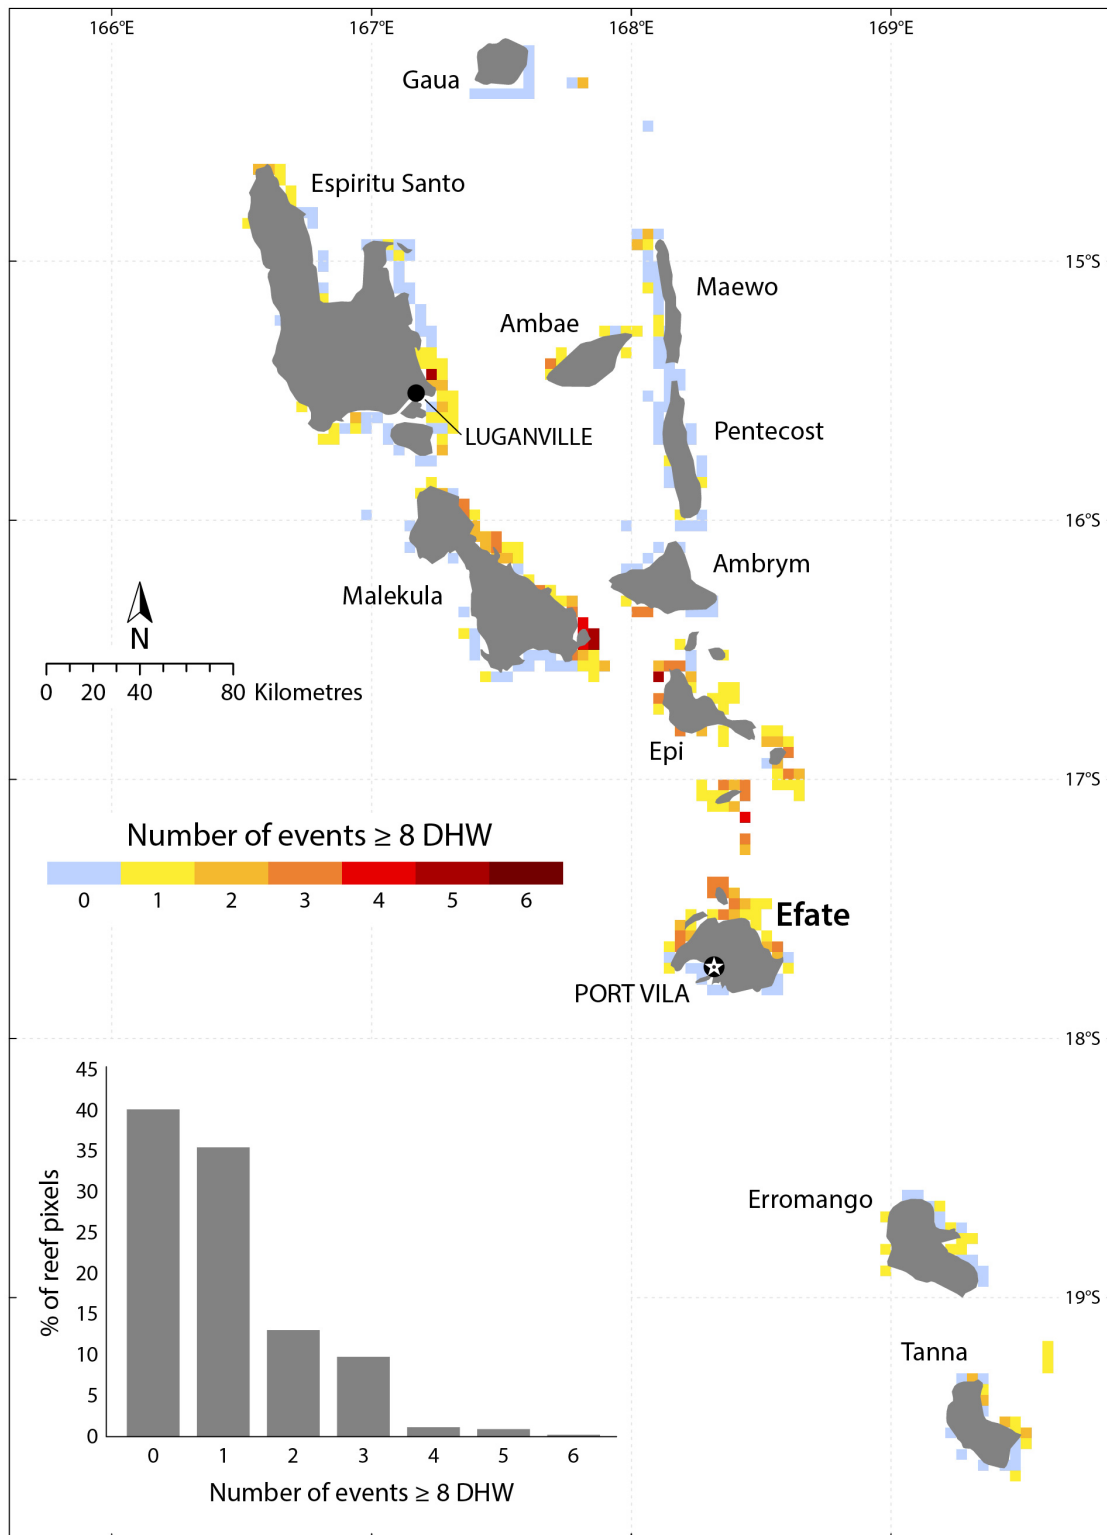 166°E 167°E 168°E 169°E
Gaua
Espiritu Santo
15°S
Maewo
Ambae
Pentecost
LUGANVILLE
16°S
Ambrym
Malekula
N
0 20 40 80 Kilometres
Epi
17°S
Number of events ≥ 8 DHW
0 1 2 3 4 5 6
Efate
PORT VILA
18°S
45
40
35
30
25
20
15
10
5
0
% of reef pixels
0 1 2 3 4 5 6
Number of events ≥ 8 DHW
Erromango
19°S
Tanna